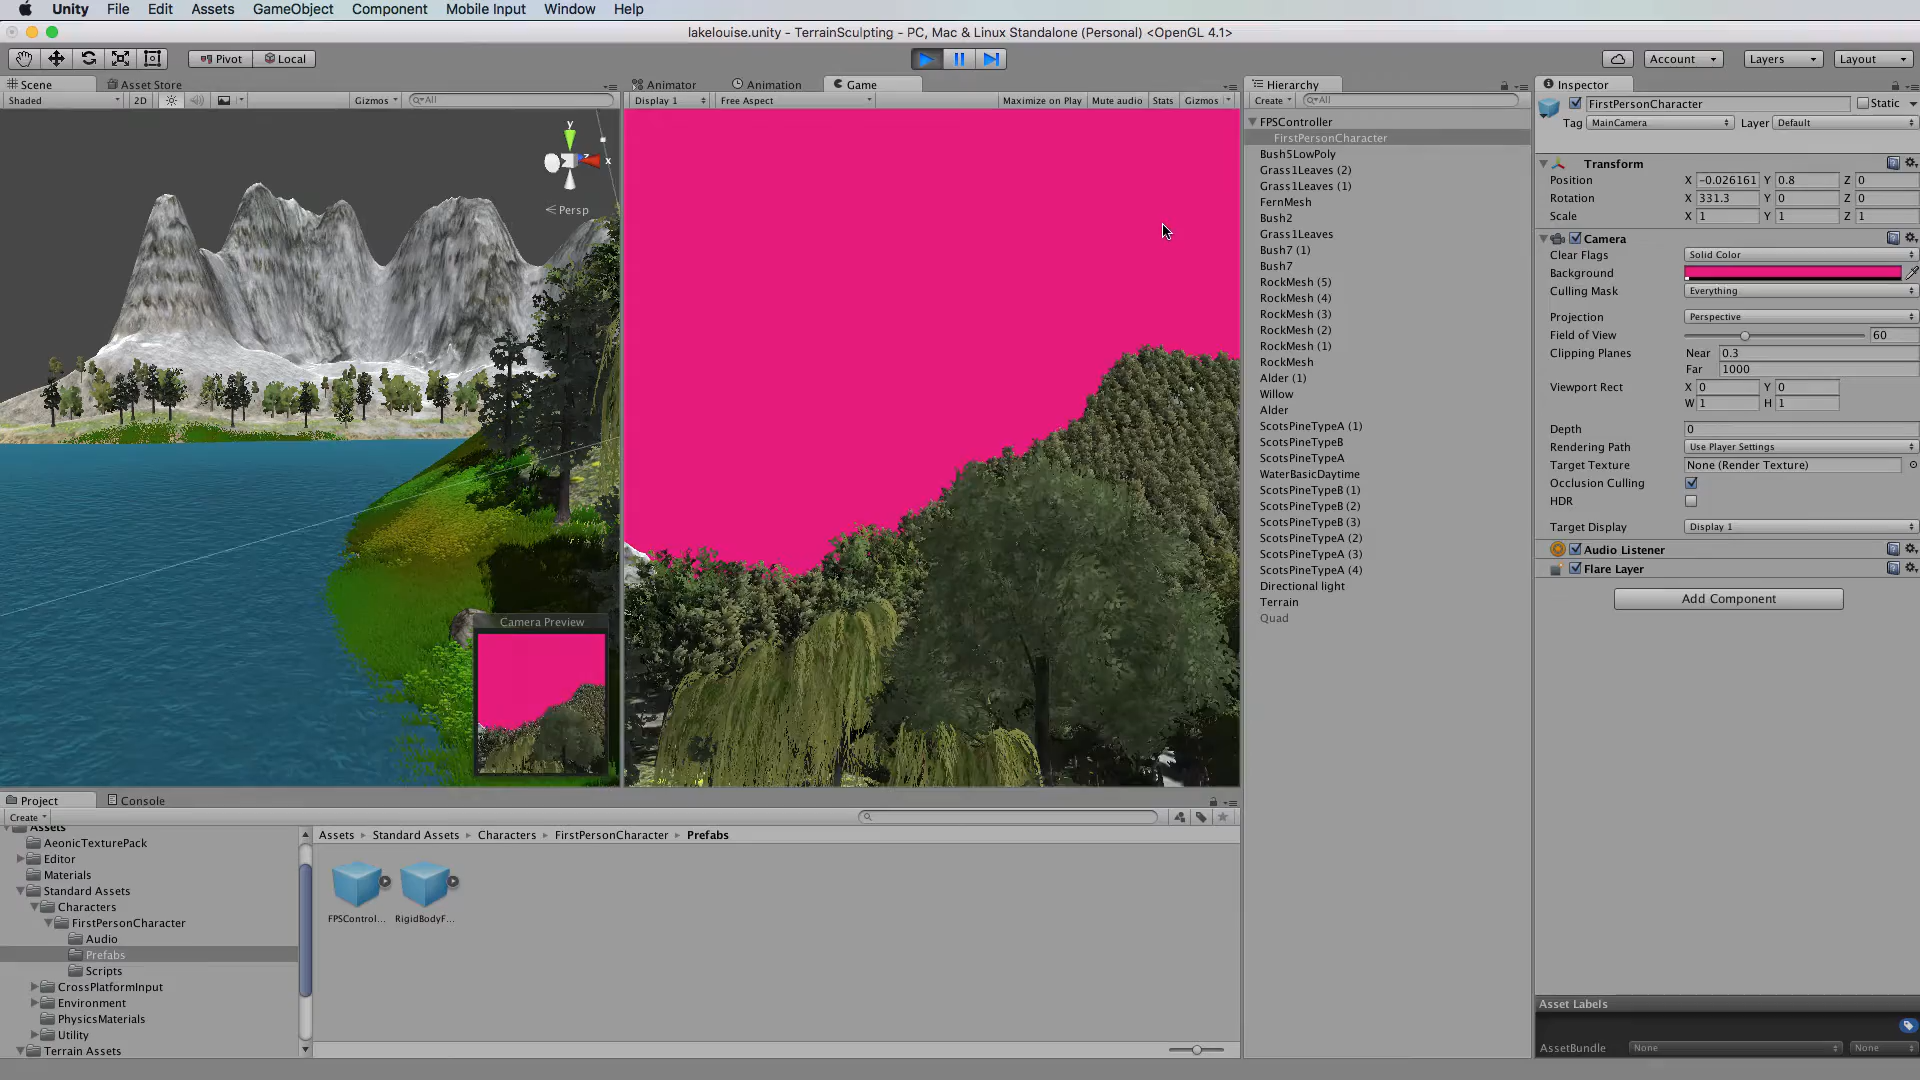 Unity File Edit Assets GameObject Component Mobile Input Window Help
lakelouise.unity - TerrainSculpting - PC, Mac & Linux Standalone (Personal) <OpenGL 4.1>
Pivot Local Account Layers Layout
Scene Asset Store
Shaded 2D Gizmos All
y
x
Persp
Camera Preview
Animator Animation Game
Display 1 Free Aspect Maximize on Play Mute audio Stats Gizmos
Hierarchy
Create All
FPSController
FirstPersonCharacter
Bush5LowPoly
Grass1Leaves (2)
Grass1Leaves (1)
FernMesh
Bush2
Grass1Leaves
Bush7 (1)
Bush7
RockMesh (5)
RockMesh (4)
RockMesh (3)
RockMesh (2)
RockMesh (1)
RockMesh
Alder (1)
Willow
Alder
ScotsPineTypeA (1)
ScotsPineTypeB
ScotsPineTypeA
WaterBasicDaytime
ScotsPineTypeB (1)
ScotsPineTypeB (2)
ScotsPineTypeB (3)
ScotsPineTypeA (2)
ScotsPineTypeA (3)
ScotsPineTypeA (4)
Directional light
Terrain
Quad
Inspector
FirstPersonCharacter Static
Tag MainCamera Layer Default
Transform
Position X -0.026161 Y 0.8 Z 0
Rotation X 331.3 Y 0 Z 0
Scale X 1 Y 1 Z 1
Camera
Clear Flags Solid Color
Background
Culling Mask Everything
Projection Perspective
Field of View 60
Clipping Planes Near 0.3
Far 1000
Viewport Rect X 0 Y 0
W 1 H 1
Depth 0
Rendering Path Use Player Settings
Target Texture None (Render Texture)
Occlusion Culling
HDR
Target Display Display 1
Audio Listener
Flare Layer
Add Component
Asset Labels
AssetBundle None None
Project Console
Create
Assets
AeonicTexturePack
Editor
Materials
Standard Assets
Characters
FirstPersonCharacter
Audio
Prefabs
Scripts
CrossPlatformInput
Environment
PhysicsMaterials
Utility
Terrain Assets
Assets Standard Assets Characters FirstPersonCharacter Prefabs
FPSControl... RigidBodyF...